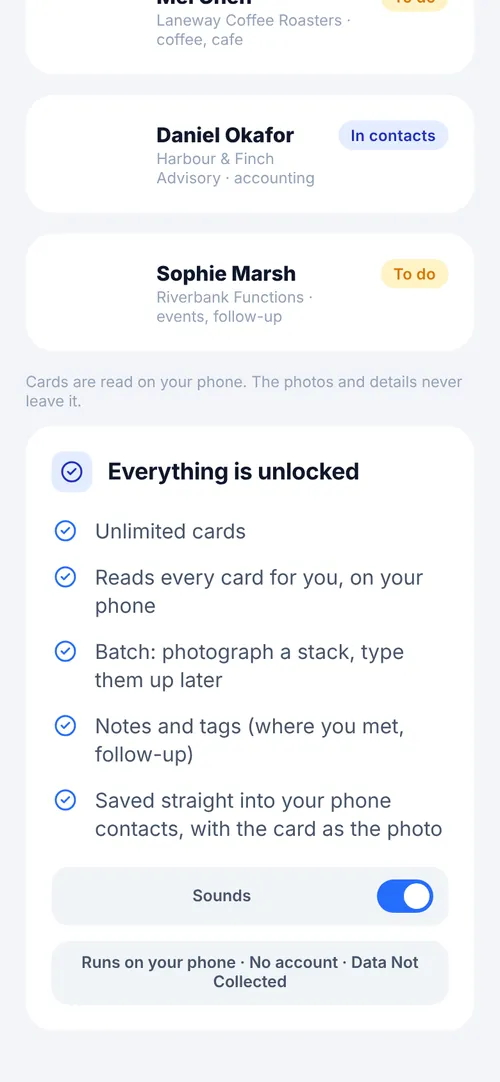 Mei Chen
To do
Laneway Coffee Roasters ·
coffee, cafe
Daniel Okafor
In contacts
Harbour & Finch
Advisory · accounting
Sophie Marsh
To do
Riverbank Functions ·
events, follow-up
Cards are read on your phone. The photos and details never
leave it.
Everything is unlocked
Unlimited cards
Reads every card for you, on your
phone
Batch: photograph a stack, type
them up later
Notes and tags (where you met,
follow-up)
Saved straight into your phone
contacts, with the card as the photo
Sounds
Runs on your phone · No account · Data Not
Collected